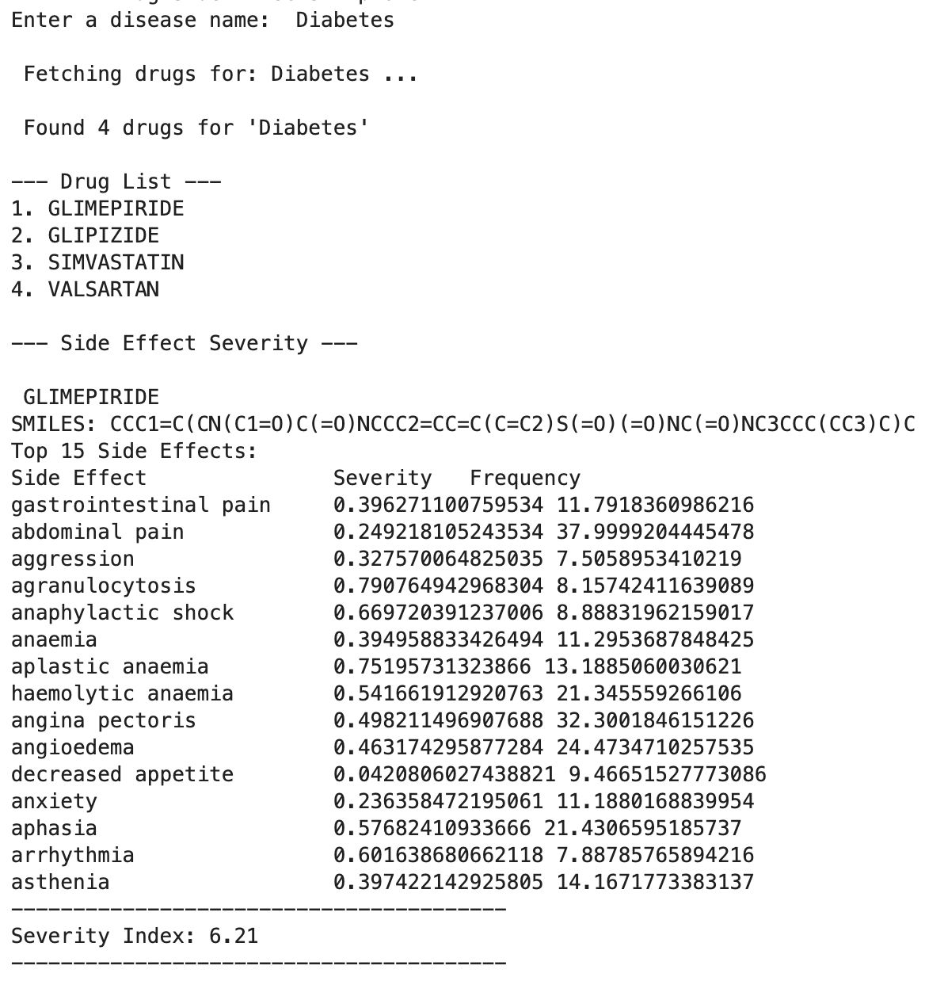 Enter a disease name:  Diabetes
Fetching drugs for: Diabetes ...
Found 4 drugs for 'Diabetes'
--- Drug List ---
1. GLIMEPIRIDE
2. GLIPIZIDE
3. SIMVASTATIN
4. VALSARTAN
--- Side Effect Severity ---
GLIMEPIRIDE
SMILES: CCC1=C(CN(C1=O)C(=O)NCCC2=CC=C(C=C2)S(=O)(=O)NC(=O)NC3CCC(CC3)C)C
Top 15 Side Effects:
Side Effect               Severity   Frequency
gastrointestinal pain     0.396271100759534 11.7918360986216
abdominal pain            0.249218105243534 37.9999204445478
aggression                0.327570064825035 7.5058953410219
agranulocytosis           0.790764942968304 8.15742411639089
anaphylactic shock        0.669720391237006 8.88831962159017
anaemia                   0.394958833426494 11.2953687848425
aplastic anaemia          0.75195731323866 13.1885060030621
haemolytic anaemia        0.541661912920763 21.345559266106
angina pectoris           0.498211496907688 32.3001846151226
angioedema                0.463174295877284 24.4734710257535
decreased appetite        0.0420806027438821 9.46651527773086
anxiety                   0.236358472195061 11.1880168839954
aphasia                   0.57682410933666 21.4306595185737
arrhythmia                0.601638680662118 7.88785765894216
asthenia                  0.397422142925805 14.1671773383137
----------------------------------------
Severity Index: 6.21
----------------------------------------